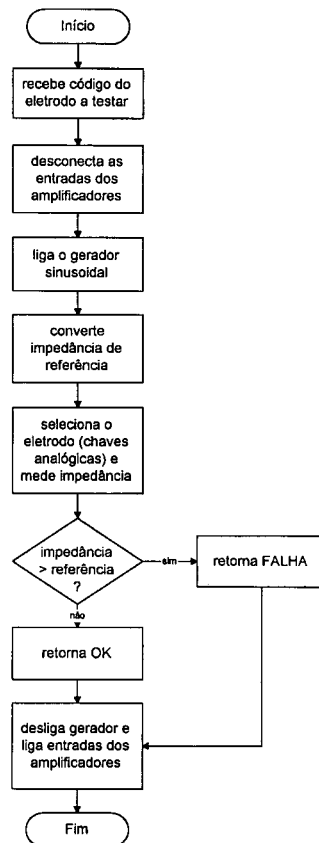 Início
recebe código do
eletrodo a testar
desconecta as
entradas dos
amplificadores
liga o gerador
sinusoidal
converte
impedância de
referência
seleciona o
eletrodo (chaves
analógicas) e
mede impedância
impedância
> referência
?
sim
retorna FALHA
não
retorna OK
desliga gerador e
liga entradas dos
amplificadores
Fim